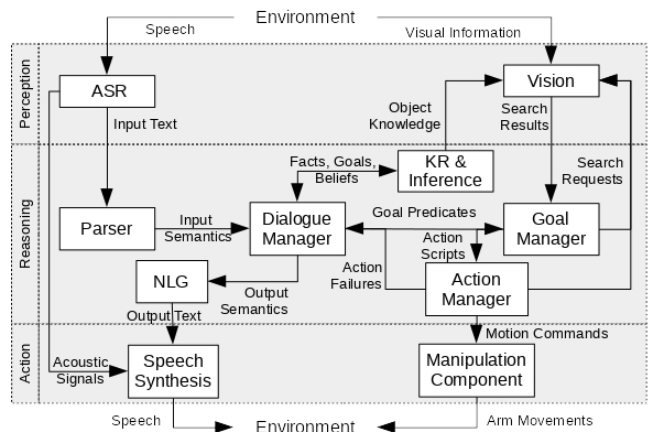 Environment
Speech
Visual Information
Perception
ASR
Vision
Input Text
Object
Knowledge
Search
Results
Reasoning
Facts, Goals,
Beliefs
KR &
Inference
Search
Requests
Parser
Input
Semantics
Dialogue
Manager
Goal Predicates
Goal
Manager
Action
Scripts
Action
Failures
NLG
Output
Semantics
Action
Manager
Output Text
Action
Motion Commands
Acoustic
Signals
Speech
Synthesis
Manipulation
Component
Speech
Environment
Arm Movements